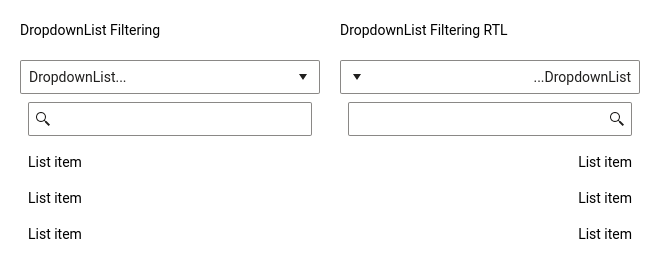 DropdownList Filtering
DropdownList...
List item
List item
List item
DropdownList Filtering RTL
...DropdownList
List item
List item
List item